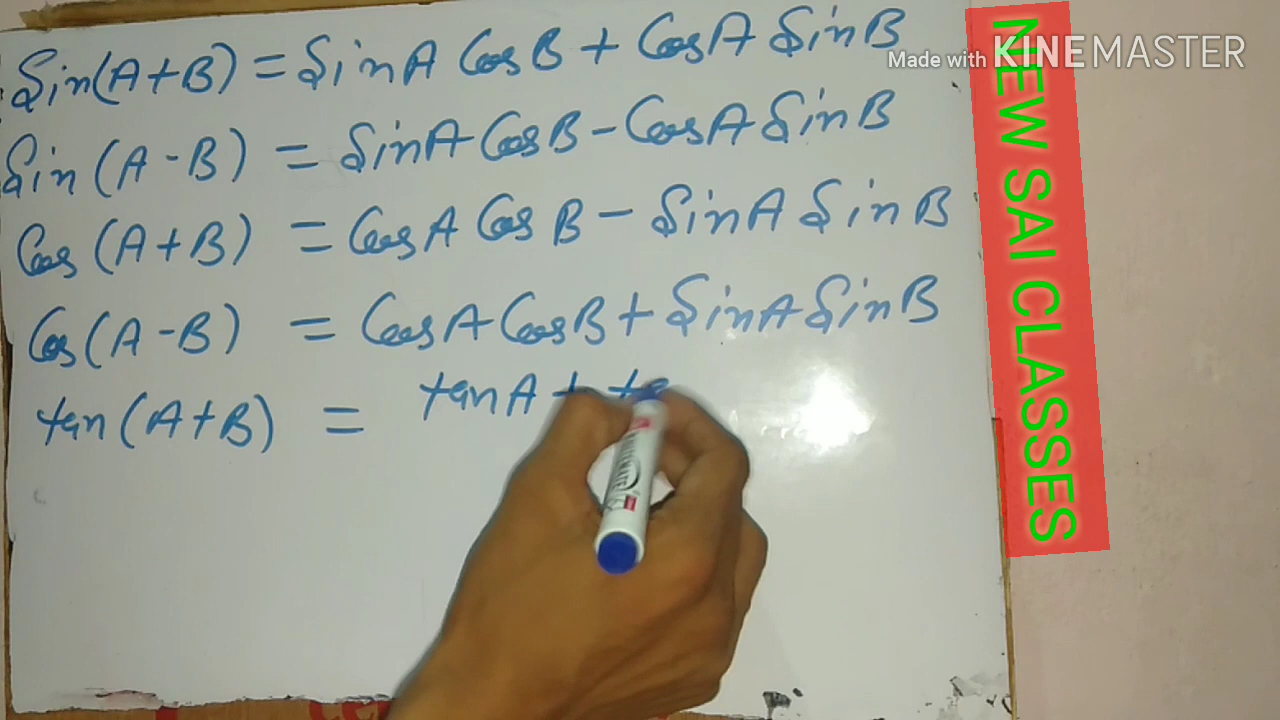 Sin(A+B) = SinA CosB + CosA SinB
Sin(A-B) = SinA CosB - CosA SinB
Cos(A+B) = CosA CosB - SinA SinB
Cos(A-B) = CosA CosB + SinA SinB
tan(A+B) = tanA +
Made with KINEMASTER
NEW SAI CLASSES